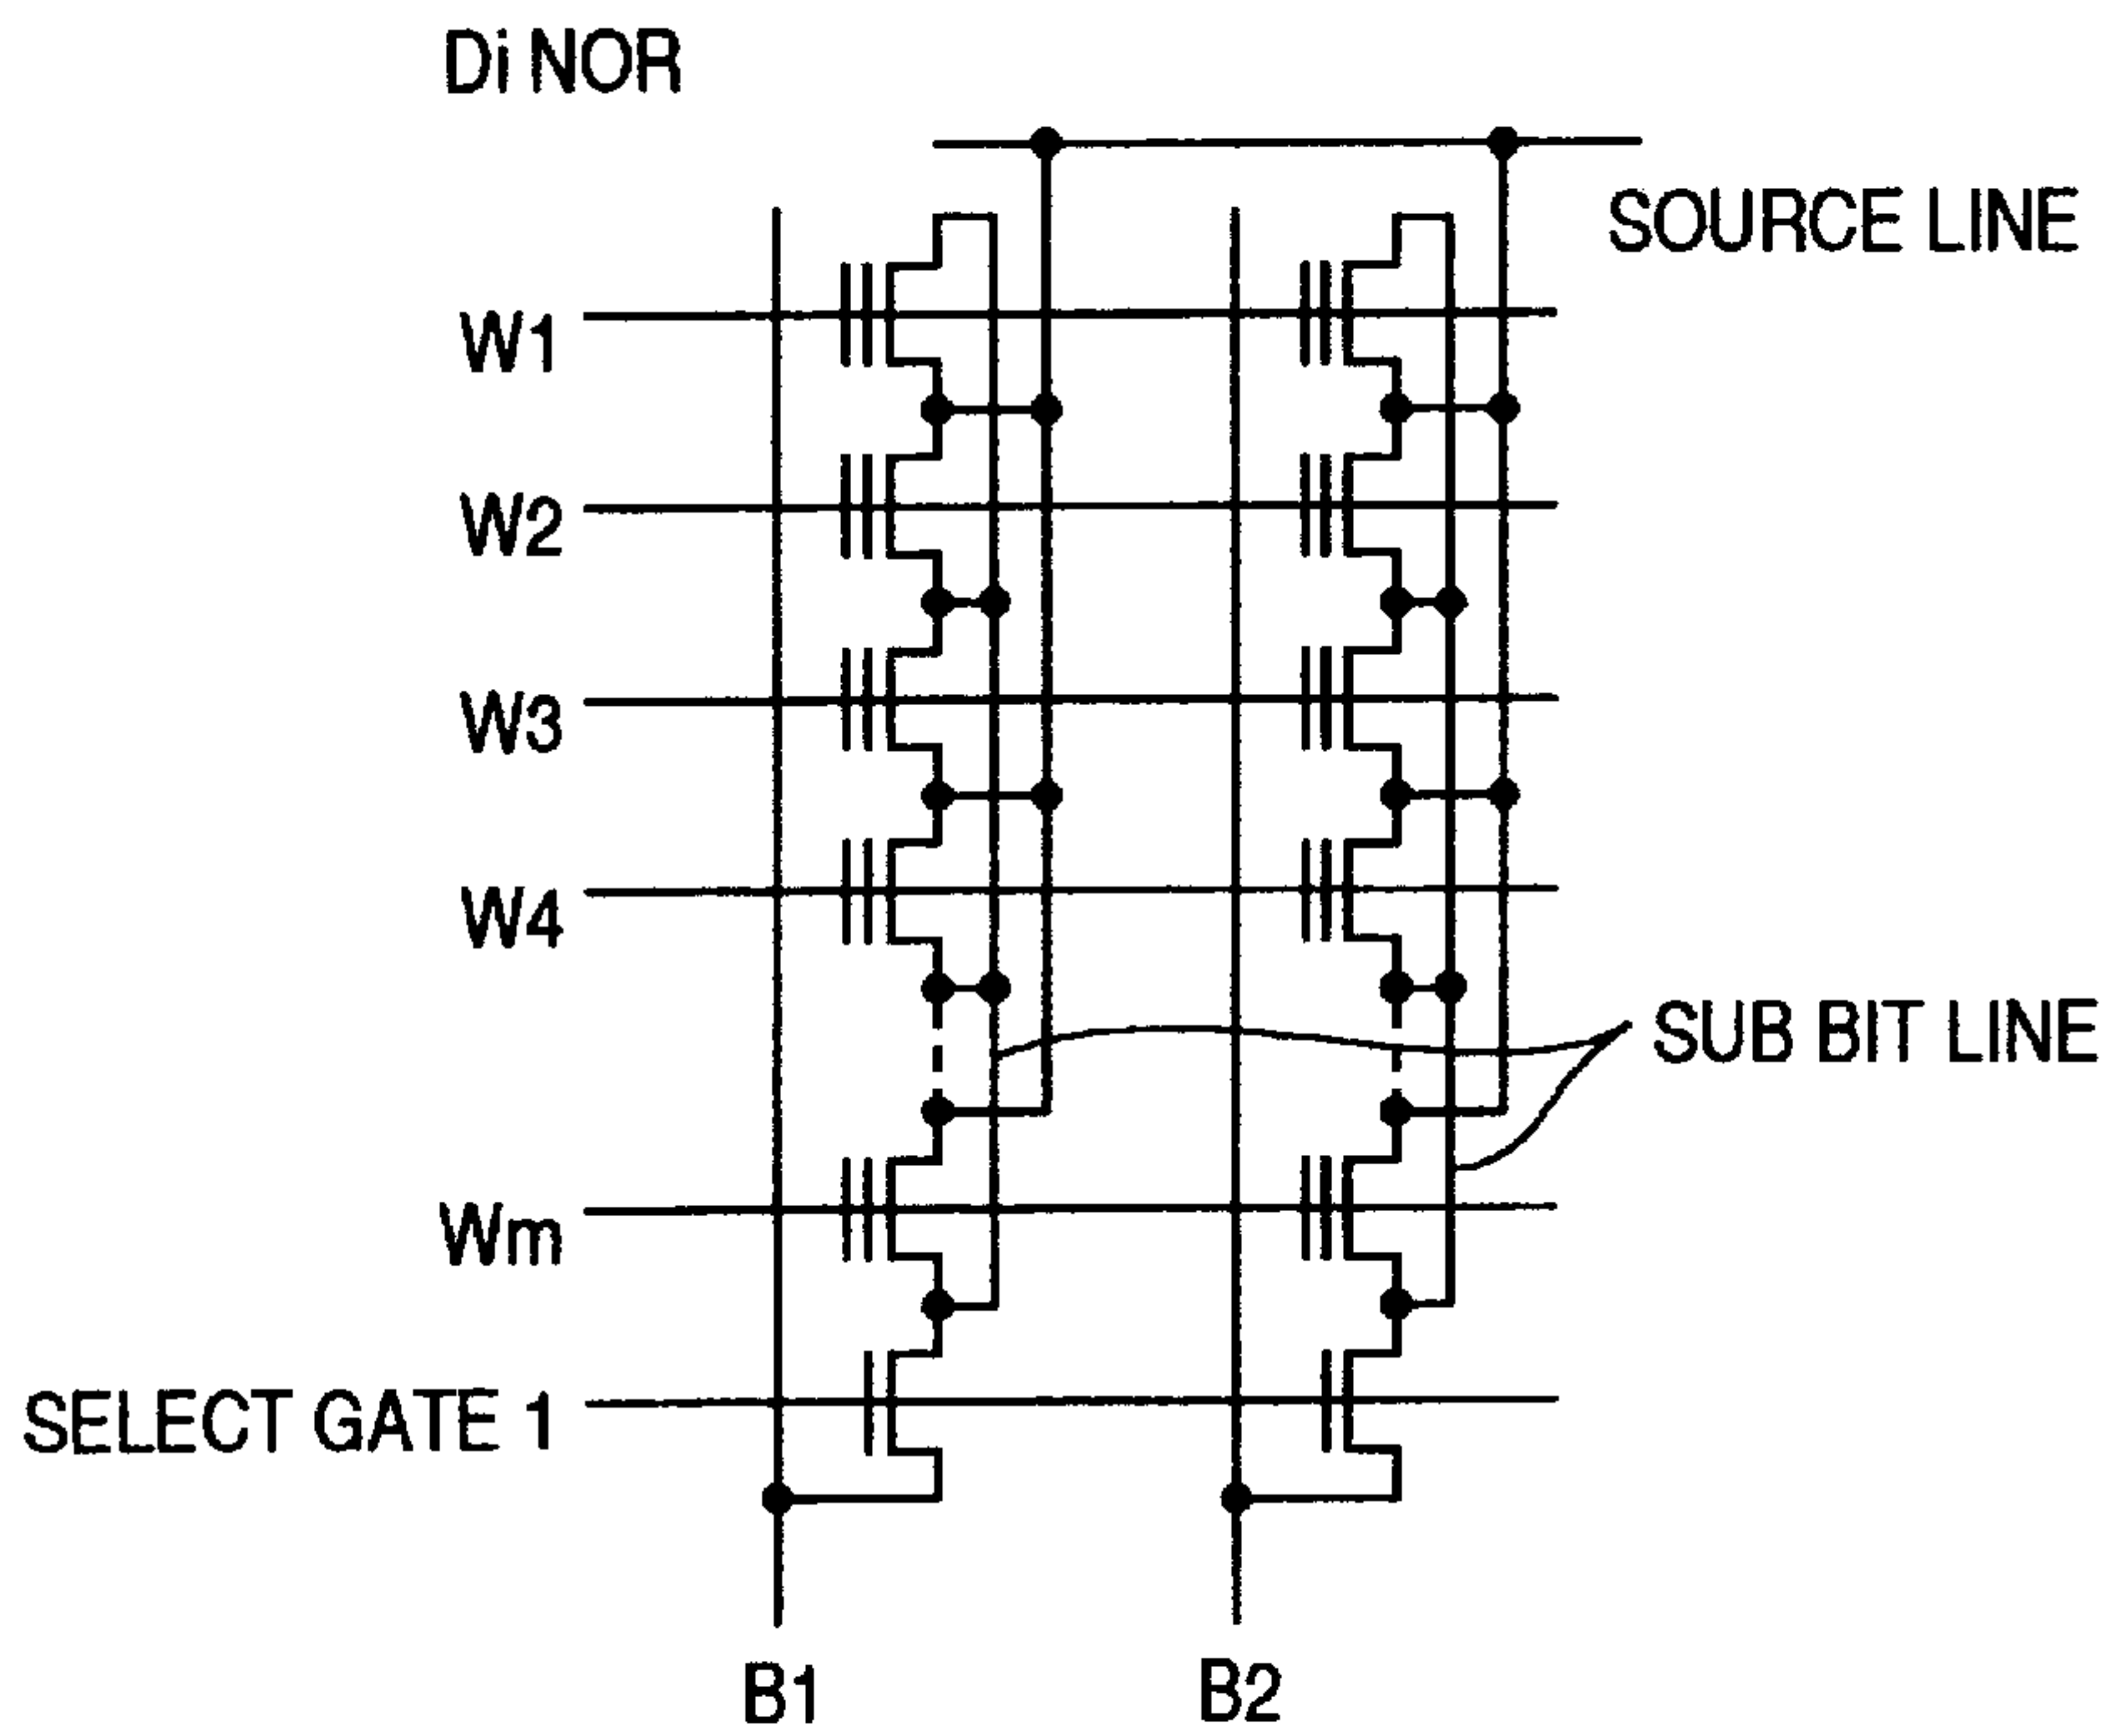 Di NOR
SOURCE LINE
W1
W2
W3
W4
SUB BIT LINE
Wm
SELECT GATE 1
B1
B2